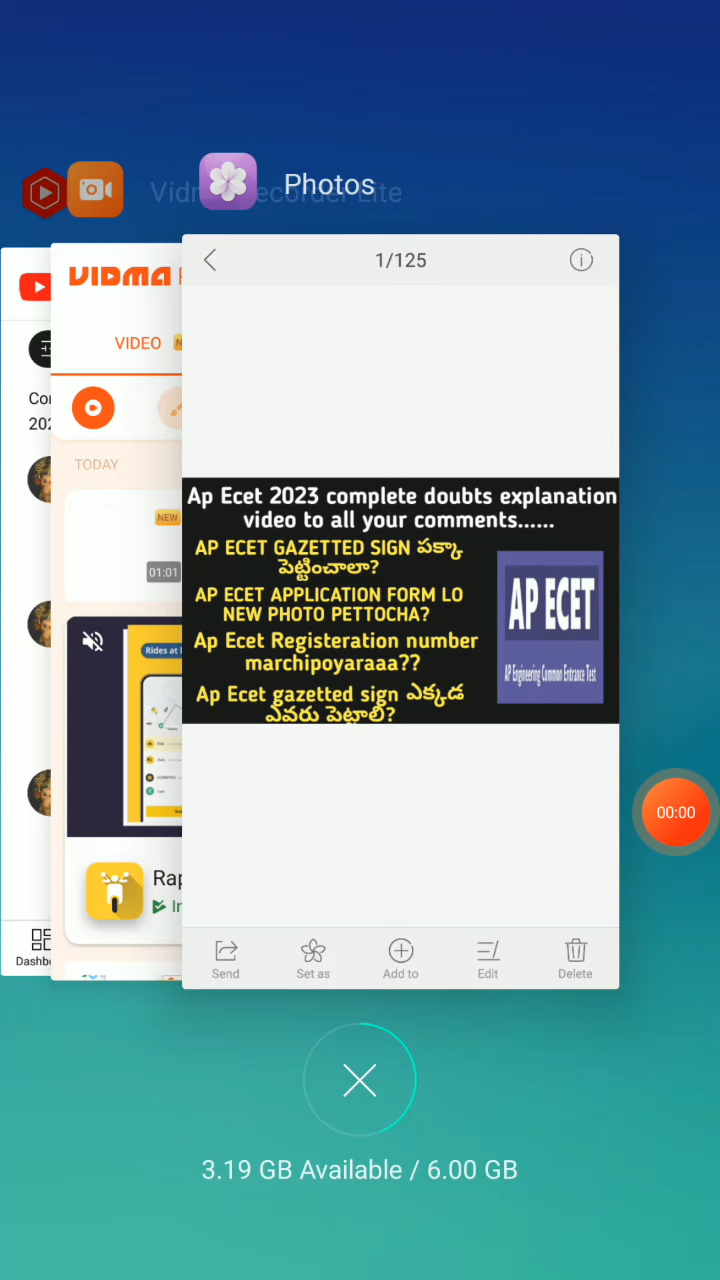 Photos
1/125
VIDMA
VIDEO
TODAY
NEW
01:01
Ap Ecet 2023 complete doubts explanation
video to all your comments......
AP ECET GAZETTED SIGN పక్కా
పెట్టించాలా?
AP ECET APPLICATION FORM LO
NEW PHOTO PETTOCHA?
Ap Ecet Registeration number
marchipoyaraaa??
Ap Ecet gazetted sign ఎక్కడ
ఎవరు పెట్టాలి?
AP ECET
AP Engineering Common Entrance Test
Rides at
00:00
Send
Set as
Add to
Edit
Delete
3.19 GB Available / 6.00 GB